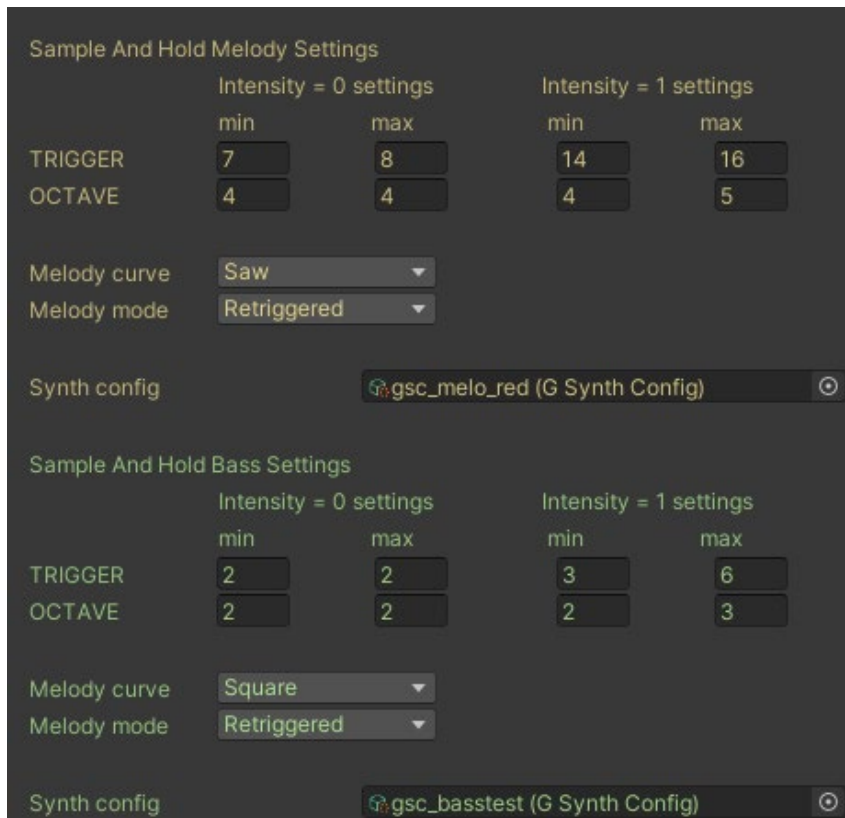 Sample And Hold Melody Settings
Intensity = 0 settings Intensity = 1 settings
min max min max
TRIGGER 7 8 14 16
OCTAVE 4 4 4 5
Melody curve Saw
Melody mode Retriggered
Synth config gsc_melo_red (G Synth Config)
Sample And Hold Bass Settings
Intensity = 0 settings Intensity = 1 settings
min max min max
TRIGGER 2 2 3 6
OCTAVE 2 2 2 3
Melody curve Square
Melody mode Retriggered
Synth config gsc_basstest (G Synth Config)